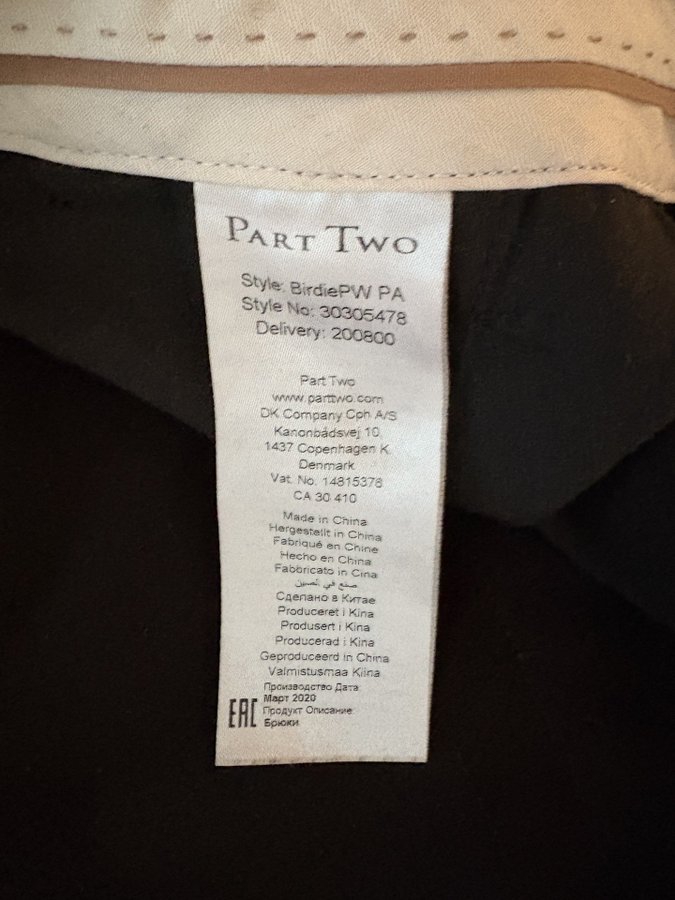 PART TWO
Style: BirdiePW PA
Style No: 30305478
Delivery: 200800
Part Two
www.parttwo.com
DK Company Cph A/S
Kanonbådsvej 10,
1437 Copenhagen K
Denmark
Vat. No. 14815378
CA 30 410
Made in China
Hergestellt in China
Fabriqué en Chine
Hecho en China
Fabbricato in Cina
صنع في الصين
Сделано в Китае
Produceret i Kina
Produsert i Kina
Producerad i Kina
Geproduceerd in China
Valmistusmaa Kiina
Производство Дата:
Март 2020
Продукт Описание:
Брюки
EAC